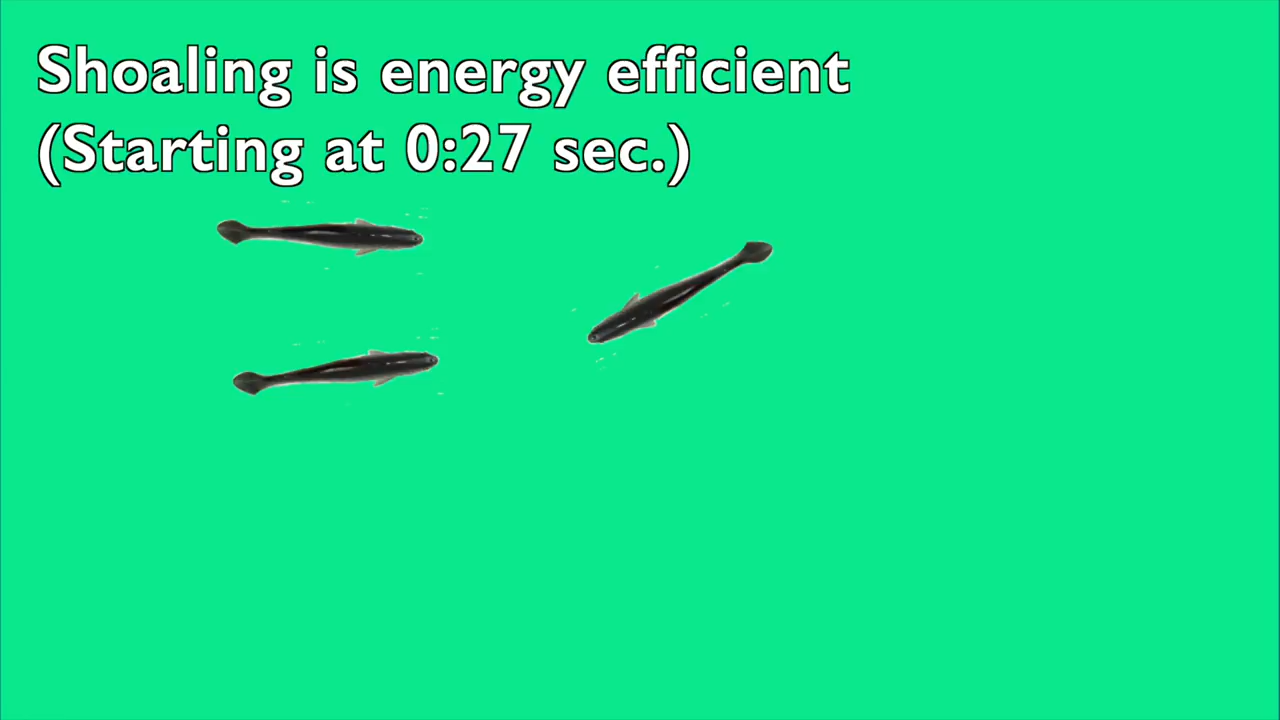 Shoaling is energy efficient
(Starting at 0:27 sec.)